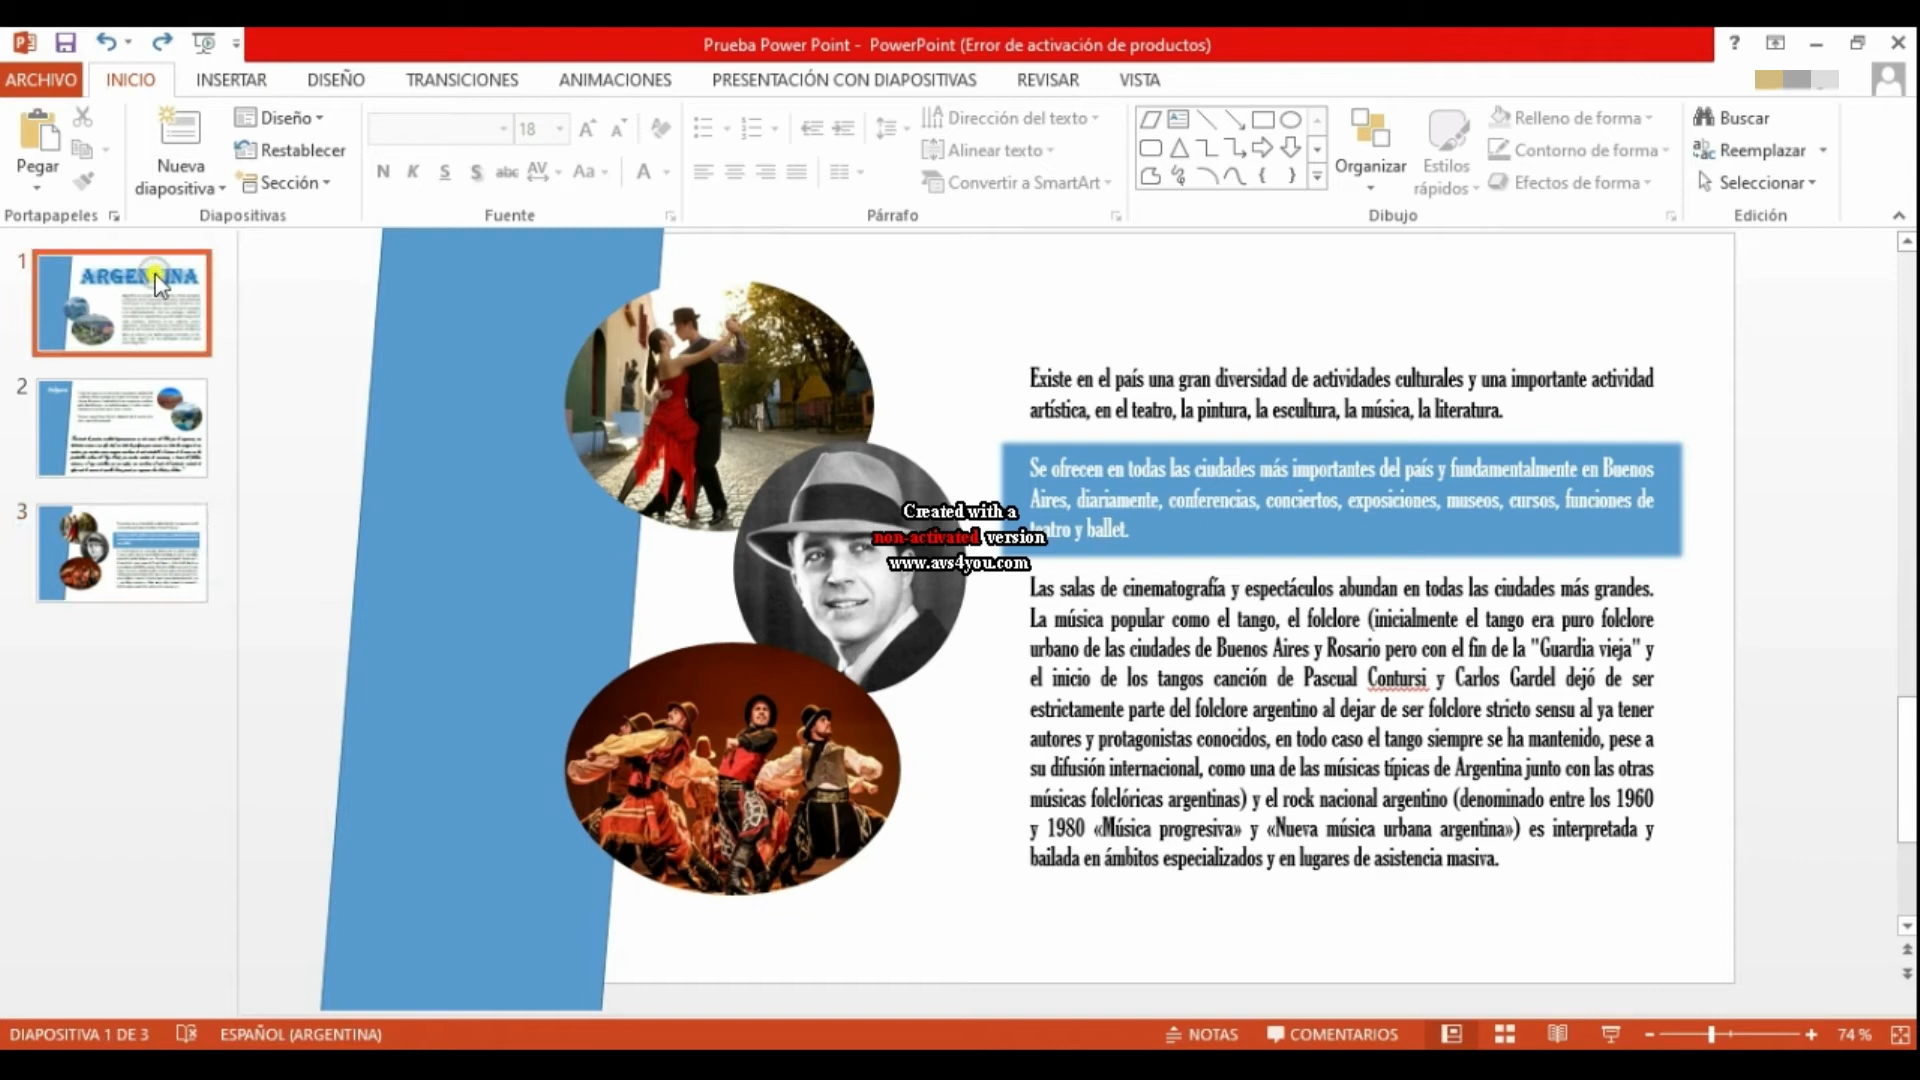 Prueba Power Point - PowerPoint (Error de activación de productos)
?
ARCHIVO INICIO INSERTAR DISEÑO TRANSICIONES ANIMACIONES PRESENTACIÓN CON DIAPOSITIVAS REVISAR VISTA
Pegar
Portapapeles
Nueva
diapositiva
Diseño
Restablecer
Sección
Diapositivas
18
N K S S abc AV Aa A
Fuente
Dirección del texto
Alinear texto
Convertir a SmartArt
Párrafo
Organizar
Estilos
rápidos
Relleno de forma
Contorno de forma
Efectos de forma
Dibujo
Buscar
Reemplazar
Seleccionar
Edición
1
ARGENTINA
2
3
Existe en el país una gran diversidad de actividades culturales y una importante actividad
artística, en el teatro, la pintura, la escultura, la música, la literatura.
Se ofrecen en todas las ciudades más importantes del país y fundamentalmente en Buenos
Aires, diariamente, conferencias, conciertos, exposiciones, museos, cursos, funciones de
teatro y ballet.
Created with a
non-activated version
www.avs4you.com
Las salas de cinematografía y espectáculos abundan en todas las ciudades más grandes.
La música popular como el tango, el folclore (inicialmente el tango era puro folclore
urbano de las ciudades de Buenos Aires y Rosario pero con el fin de la "Guardia vieja" y
el inicio de los tangos canción de Pascual Contursi y Carlos Gardel dejó de ser
estrictamente parte del folclore argentino al dejar de ser folclore stricto sensu al ya tener
autores y protagonistas conocidos, en todo caso el tango siempre se ha mantenido, pese a
su difusión internacional, como una de las músicas típicas de Argentina junto con las otras
músicas folclóricas argentinas) y el rock nacional argentino (denominado entre los 1960
y 1980 «Música progresiva» y «Nueva música urbana argentina») es interpretada y
bailada en ámbitos especializados y en lugares de asistencia masiva.
DIAPOSITIVA 1 DE 3 ESPAÑOL (ARGENTINA) NOTAS COMENTARIOS 74 %